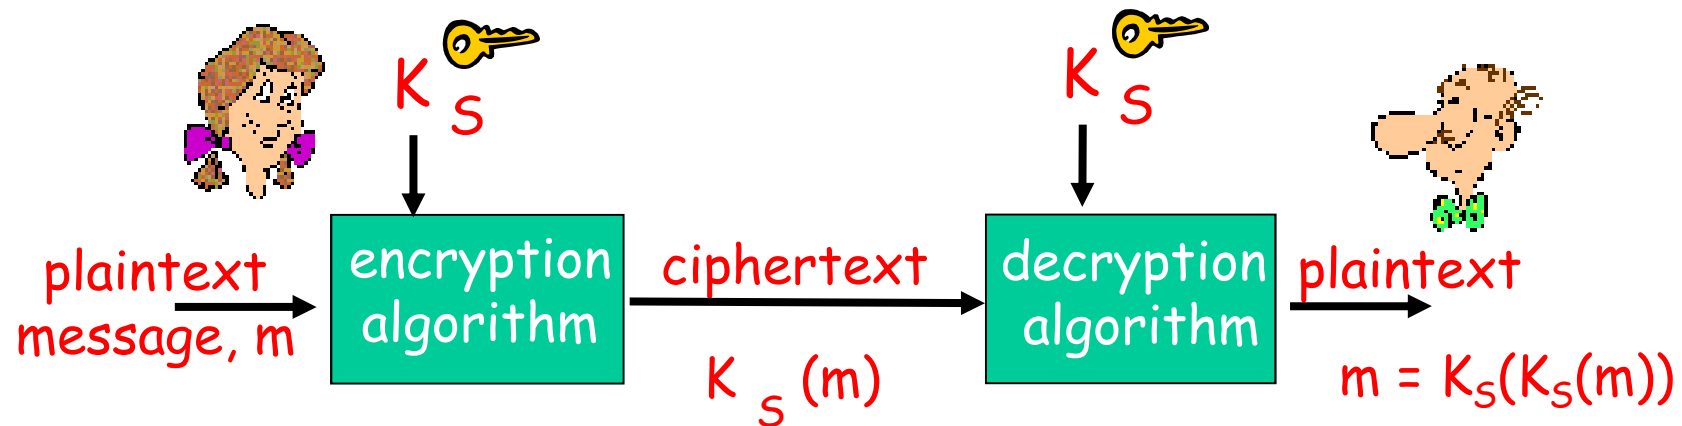 K S
K S
plaintext
message, m
encryption
algorithm
ciphertext
K S (m)
decryption
algorithm
plaintext
m = KS(KS(m))